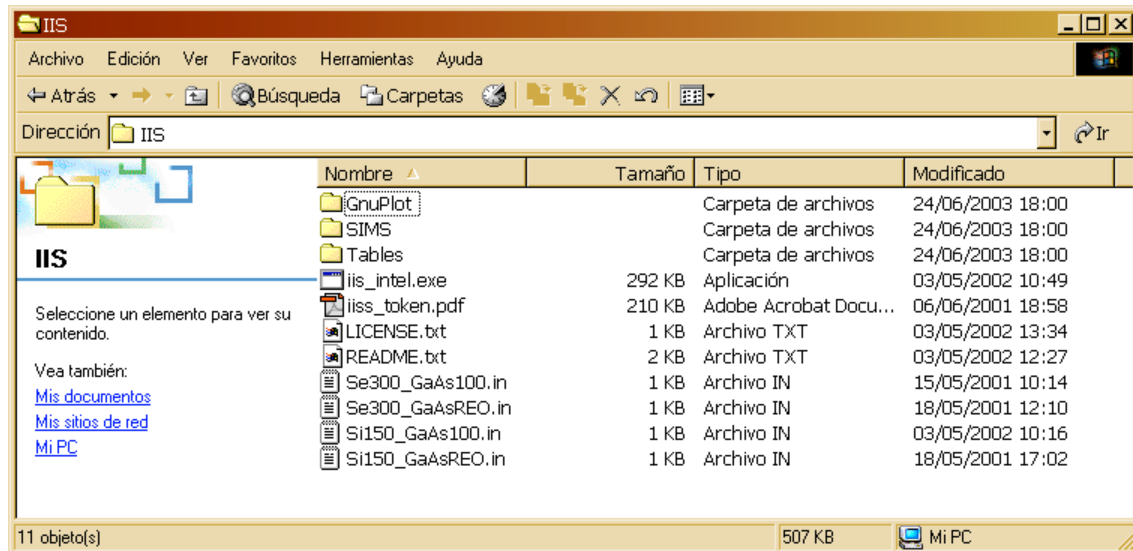 IIS
Archivo Edición Ver Favoritos Herramientas Ayuda
Atrás Búsqueda Carpetas
Dirección IIS Ir
Nombre Tamaño Tipo Modificado
GnuPlot Carpeta de archivos 24/06/2003 18:00
SIMS Carpeta de archivos 24/06/2003 18:00
Tables Carpeta de archivos 24/06/2003 18:00
iis_intel.exe 292 KB Aplicación 03/05/2002 10:49
iiss_token.pdf 210 KB Adobe Acrobat Docu... 06/06/2001 18:58
LICENSE.txt 1 KB Archivo TXT 03/05/2002 13:34
README.txt 2 KB Archivo TXT 03/05/2002 12:27
Se300_GaAs100.in 1 KB Archivo IN 15/05/2001 10:14
Se300_GaAsREO.in 1 KB Archivo IN 18/05/2001 12:10
Si150_GaAs100.in 1 KB Archivo IN 03/05/2002 10:16
Si150_GaAsREO.in 1 KB Archivo IN 18/05/2001 17:02
IIS
Seleccione un elemento para ver su
contenido.
Vea también:
Mis documentos
Mis sitios de red
Mi PC
11 objeto(s) 507 KB Mi PC